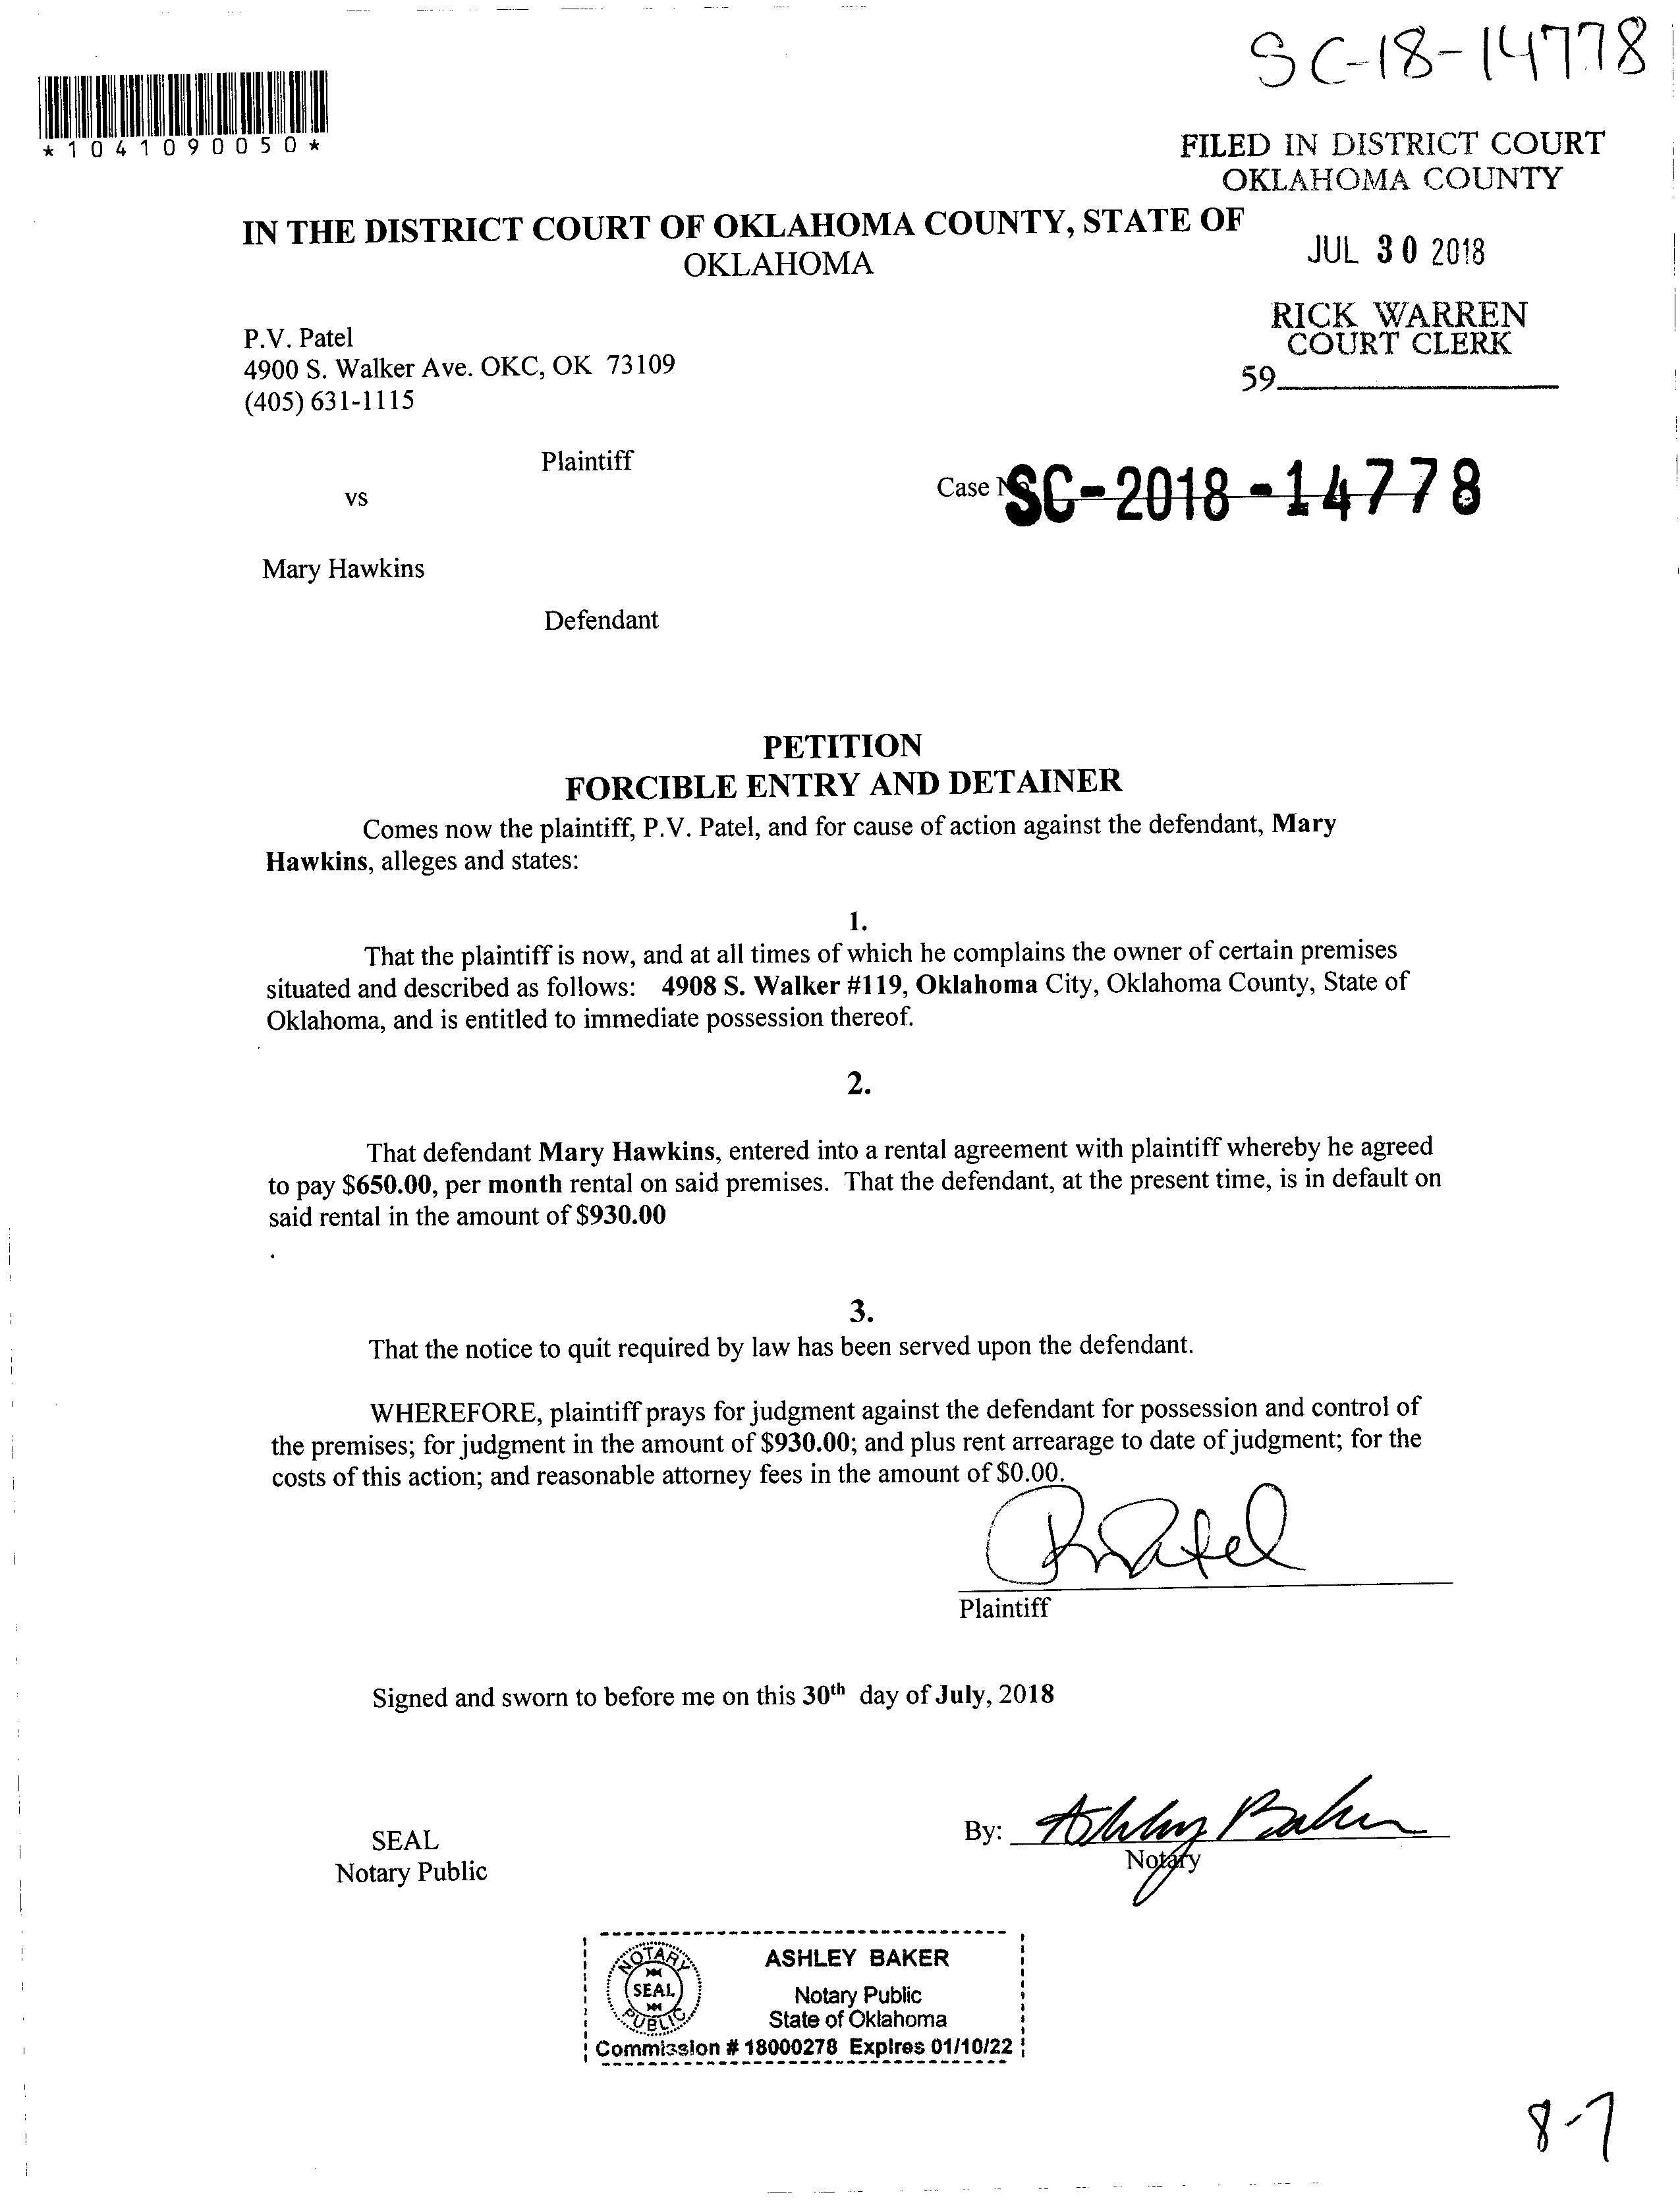 SC-18-14778
*1041090050*
FILED IN DISTRICT COURT
OKLAHOMA COUNTY
IN THE DISTRICT COURT OF OKLAHOMA COUNTY, STATE OF
OKLAHOMA
JUL 30 2018
RICK WARREN
COURT CLERK
59
P.V. Patel
4900 S. Walker Ave. OKC, OK 73109
(405) 631-1115
Plaintiff
vs
Case SC-2018-14778
Mary Hawkins
Defendant
PETITION
FORCIBLE ENTRY AND DETAINER
Comes now the plaintiff, P.V. Patel, and for cause of action against the defendant, Mary
Hawkins, alleges and states:
1.
That the plaintiff is now, and at all times of which he complains the owner of certain premises
situated and described as follows: 4908 S. Walker #119, Oklahoma City, Oklahoma County, State of
Oklahoma, and is entitled to immediate possession thereof.
2.
That defendant Mary Hawkins, entered into a rental agreement with plaintiff whereby he agreed
to pay $650.00, per month rental on said premises. That the defendant, at the present time, is in default on
said rental in the amount of $930.00
.
3.
That the notice to quit required by law has been served upon the defendant.
WHEREFORE, plaintiff prays for judgment against the defendant for possession and control of
the premises; for judgment in the amount of $930.00; and plus rent arrearage to date of judgment; for the
costs of this action; and reasonable attorney fees in the amount of $0.00.
Plaintiff
Signed and sworn to before me on this 30th day of July, 2018
SEAL
Notary Public
By: Ashley Baker
Notary
NOTARY
SEAL
PUBLIC
ASHLEY BAKER
Notary Public
State of Oklahoma
Commission # 18000278 Expires 01/10/22
8-7